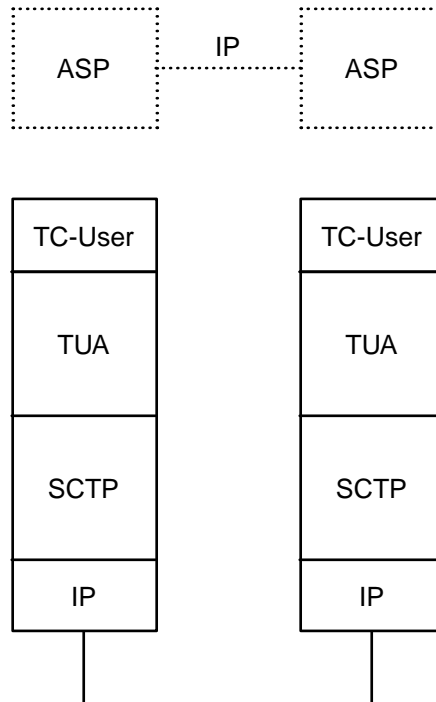 IP
ASP ASP
TC-User TC-User
TUA TUA
SCTP SCTP
IP IP